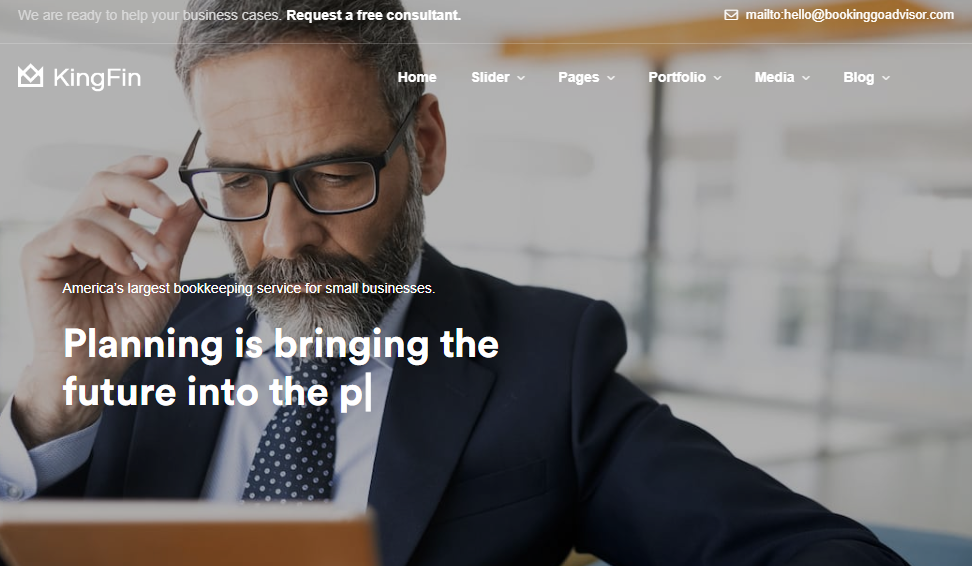 We are ready to help your business cases. Request a free consultant.
mailto:hello@bookinggoadvisor.com
KingFin
Home Slider Pages Portfolio Media Blog
America's largest bookkeeping service for small businesses.
Planning is bringing the
future into the p|